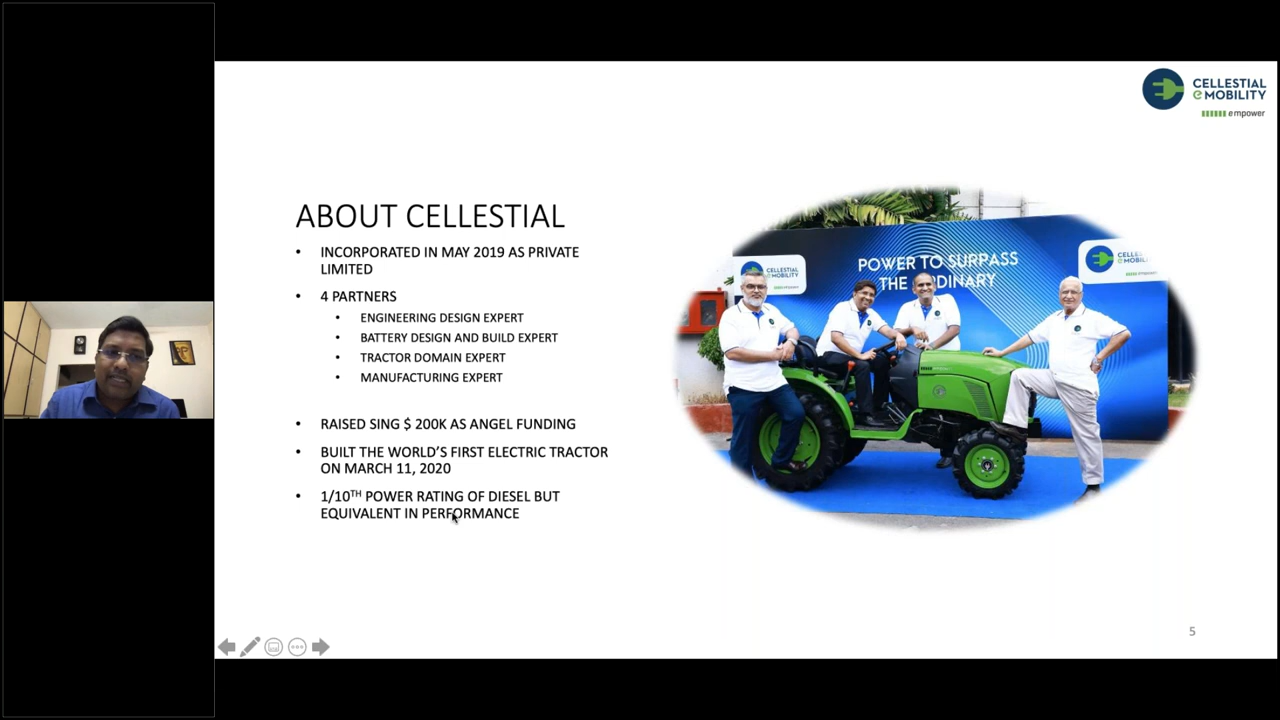 CELLESTIAL
eMOBILITY
empower
ABOUT CELLESTIAL
• INCORPORATED IN MAY 2019 AS PRIVATE
LIMITED
• 4 PARTNERS
• ENGINEERING DESIGN EXPERT
• BATTERY DESIGN AND BUILD EXPERT
• TRACTOR DOMAIN EXPERT
• MANUFACTURING EXPERT
• RAISED SING $ 200K AS ANGEL FUNDING
• BUILT THE WORLD’S FIRST ELECTRIC TRACTOR
ON MARCH 11, 2020
• 1/10TH POWER RATING OF DIESEL BUT
EQUIVALENT IN PERFORMANCE
POWER TO SURPASS
THE
CELLESTIAL
eMOBILITY
5